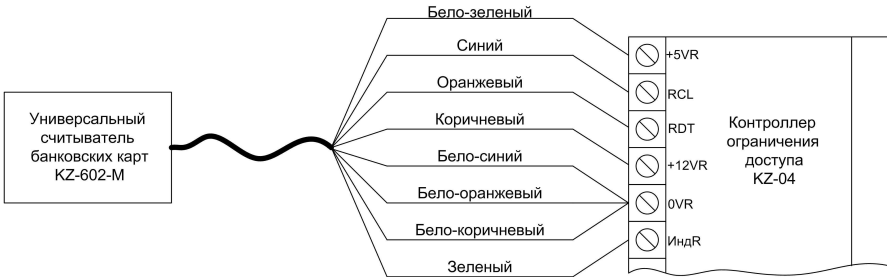 Бело-зеленый
Синий
Оранжевый
Коричневый
Бело-синий
Бело-оранжевый
Бело-коричневый
Зеленый
Универсальный
считыватель
банковских карт
KZ-602-M
+5VR
RCL
RDT
+12VR
0VR
ИндR
Контроллер
ограничения
доступа
KZ-04